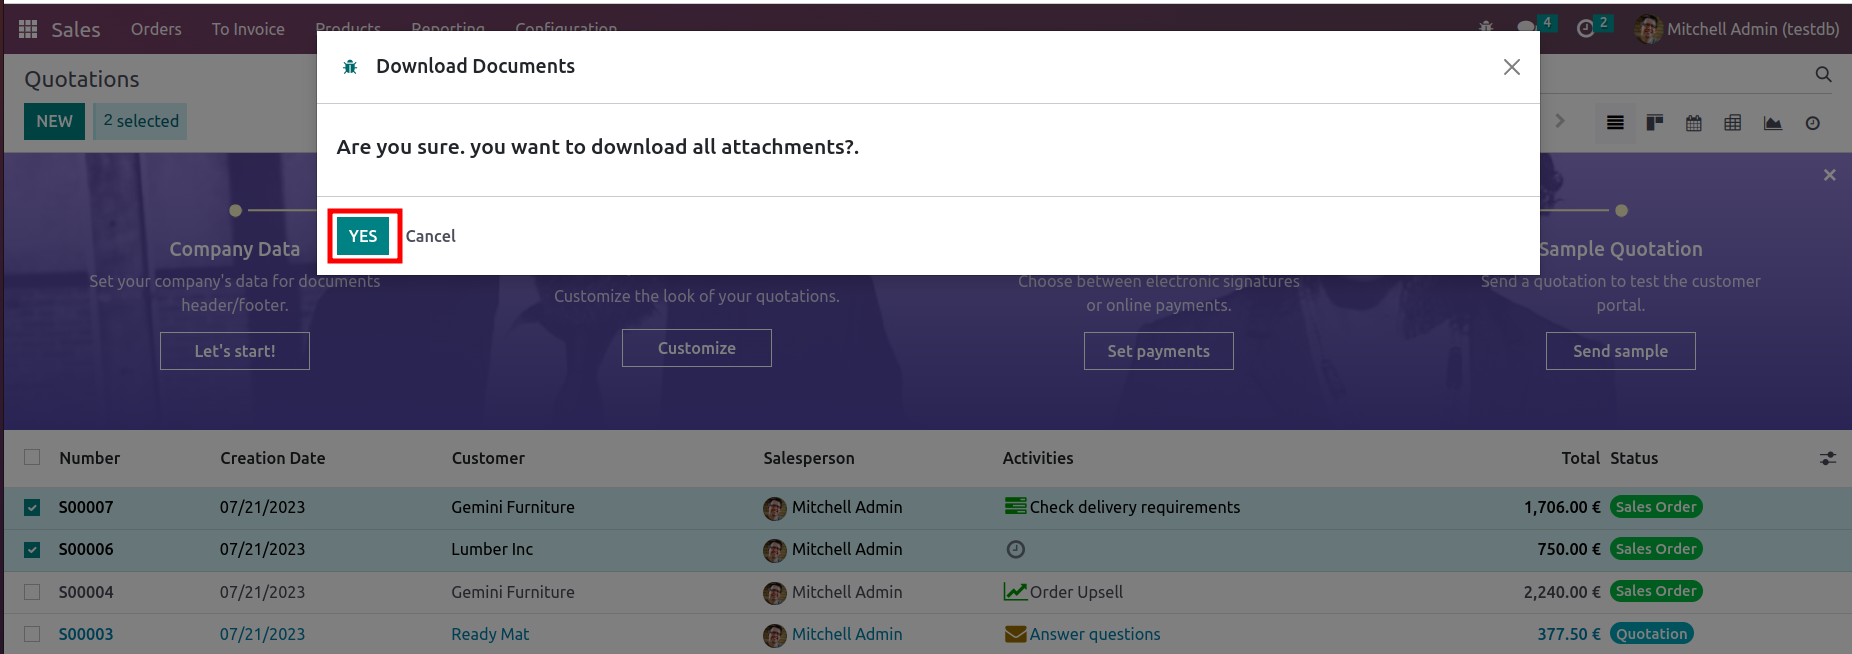 Sales Orders To Invoice Products Reporting Configuration 4 2 Mitchell Admin (testdb)
Download Documents
Quotations
NEW 2 selected
Are you sure. you want to download all attachments?.
YES Cancel
Company Data Sample Quotation
Set your company's data for documents header/footer.
Customize the look of your quotations.
Choose between electronic signatures or online payments.
Send a quotation to test the customer portal.
Let's start! Customize Set payments Send sample
Number Creation Date Customer Salesperson Activities Total Status
S00007 07/21/2023 Gemini Furniture Mitchell Admin Check delivery requirements 1,706.00 € Sales Order
S00006 07/21/2023 Lumber Inc Mitchell Admin 750.00 € Sales Order
S00004 07/21/2023 Gemini Furniture Mitchell Admin Order Upsell 2,240.00 € Sales Order
S00003 07/21/2023 Ready Mat Mitchell Admin Answer questions 377.50 € Quotation